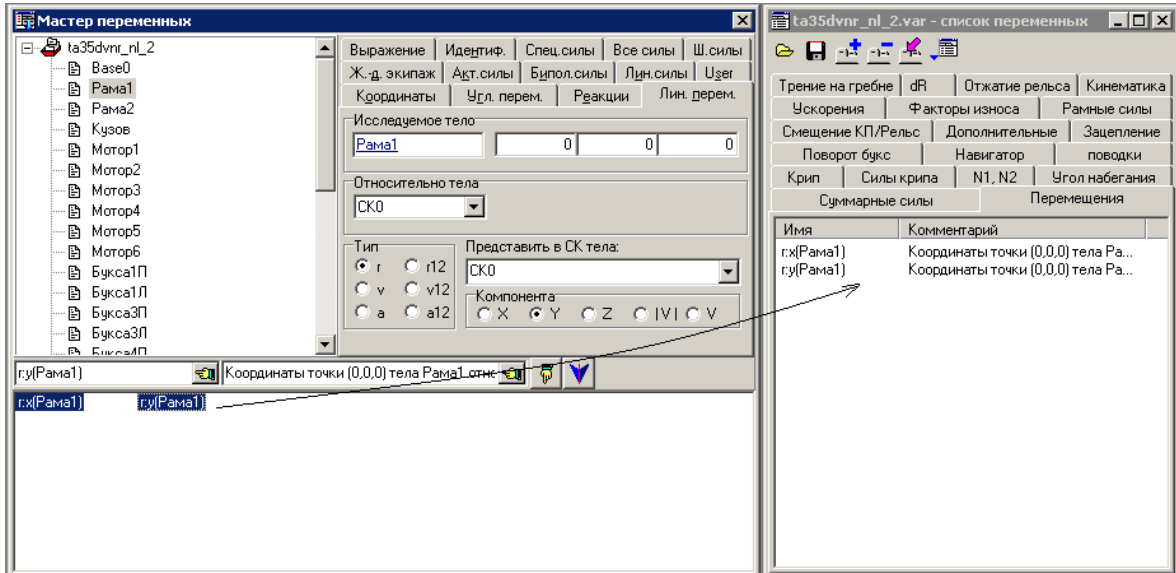 Мастер переменных
ta35dvnr_nl_2
Base0
Рама1
Рама2
Кузов
Мотор1
Мотор2
Мотор3
Мотор4
Мотор5
Мотор6
Букса1П
Букса1Л
Букса3П
Букса3Л
Букса4П
Выражение Идентиф. Спец.силы Все силы Ш.силы
Ж.-д. экипаж Акт.силы Бипол.силы Лин.силы User
Координаты Угл. перем. Реакции Лин. перем.
Исследуемое тело
Рама1 0 0 0
Относительно тела
СК0
Тип
r r12
v v12
a a12
Представить в СК тела:
СК0
Компонента
X Y Z |V| V
r:y(Рама1) Координаты точки (0,0,0) тела Рама1 отнс
r:x(Рама1) r:y(Рама1)
ta35dvnr_nl_2.var - список переменных
Трение на гребне dR Отжатие рельса Кинематика
Ускорения Факторы износа Рамные силы
Смещение КП/Рельс Дополнительные Зацепление
Поворот букс Навигатор поводки
Крип Силы крипа N1, N2 Угол набегания
Суммарные силы Перемещения
Имя Комментарий
r:x(Рама1) Координаты точки (0,0,0) тела Ра...
r:y(Рама1) Координаты точки (0,0,0) тела Ра...